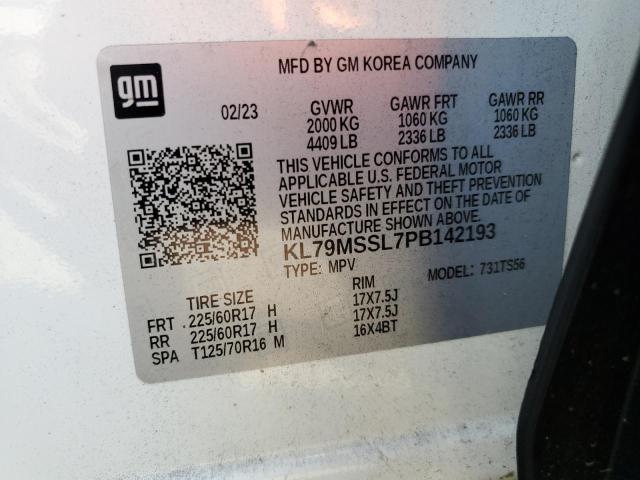 gm
MFD BY GM KOREA COMPANY
02/23
GVWR GAWR FRT GAWR RR
2000 KG 1060 KG 1060 KG
4409 LB 2336 LB 2336 LB
THIS VEHICLE CONFORMS TO ALL
APPLICABLE U.S. FEDERAL MOTOR
VEHICLE SAFETY AND THEFT PREVENTION
STANDARDS IN EFFECT ON THE DATE OF
MANUFACTURE SHOWN ABOVE.
KL79MSSL7PB142193
TYPE: MPV MODEL: 731TS56
TIRE SIZE RIM
FRT . 225/60R17 H 17X7.5J
RR 225/60R17 H 17X7.5J
SPA T125/70R16 M 16X4BT